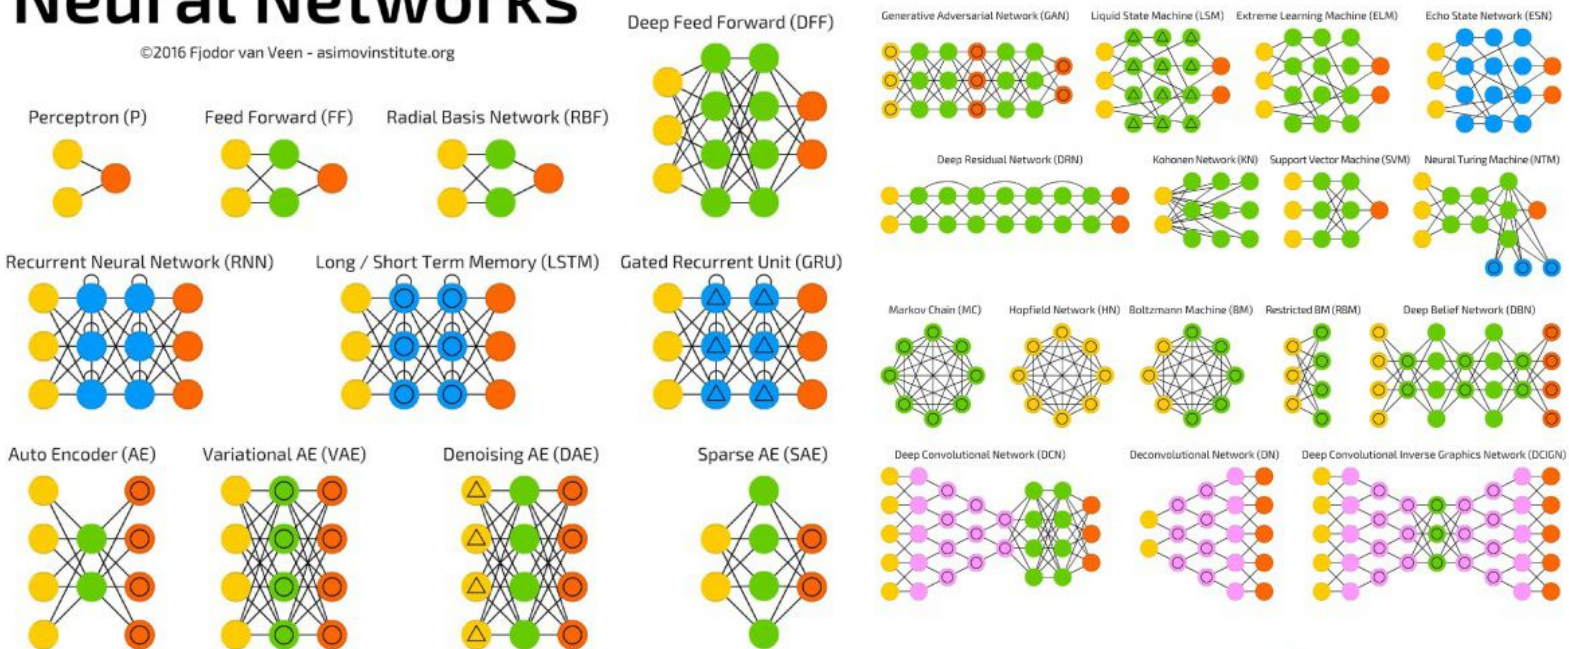 Neural Networks
©2016 Fjodor van Veen - asimovinstitute.org
Deep Feed Forward (DFF)
Perceptron (P)
Feed Forward (FF)
Radial Basis Network (RBF)
Recurrent Neural Network (RNN)
Long / Short Term Memory (LSTM)
Gated Recurrent Unit (GRU)
Auto Encoder (AE)
Variational AE (VAE)
Denoising AE (DAE)
Sparse AE (SAE)
Generative Adversarial Network (GAN)
Liquid State Machine (LSM)
Extreme Learning Machine (ELM)
Echo State Network (ESN)
Deep Residual Network (DRN)
Kohonen Network (KN)
Support Vector Machine (SVM)
Neural Turing Machine (NTM)
Markov Chain (MC)
Hopfield Network (HN)
Boltzmann Machine (BM)
Restricted BM (RBM)
Deep Belief Network (DBN)
Deep Convolutional Network (DCN)
Deconvolutional Network (DN)
Deep Convolutional Inverse Graphics Network (DCIGN)